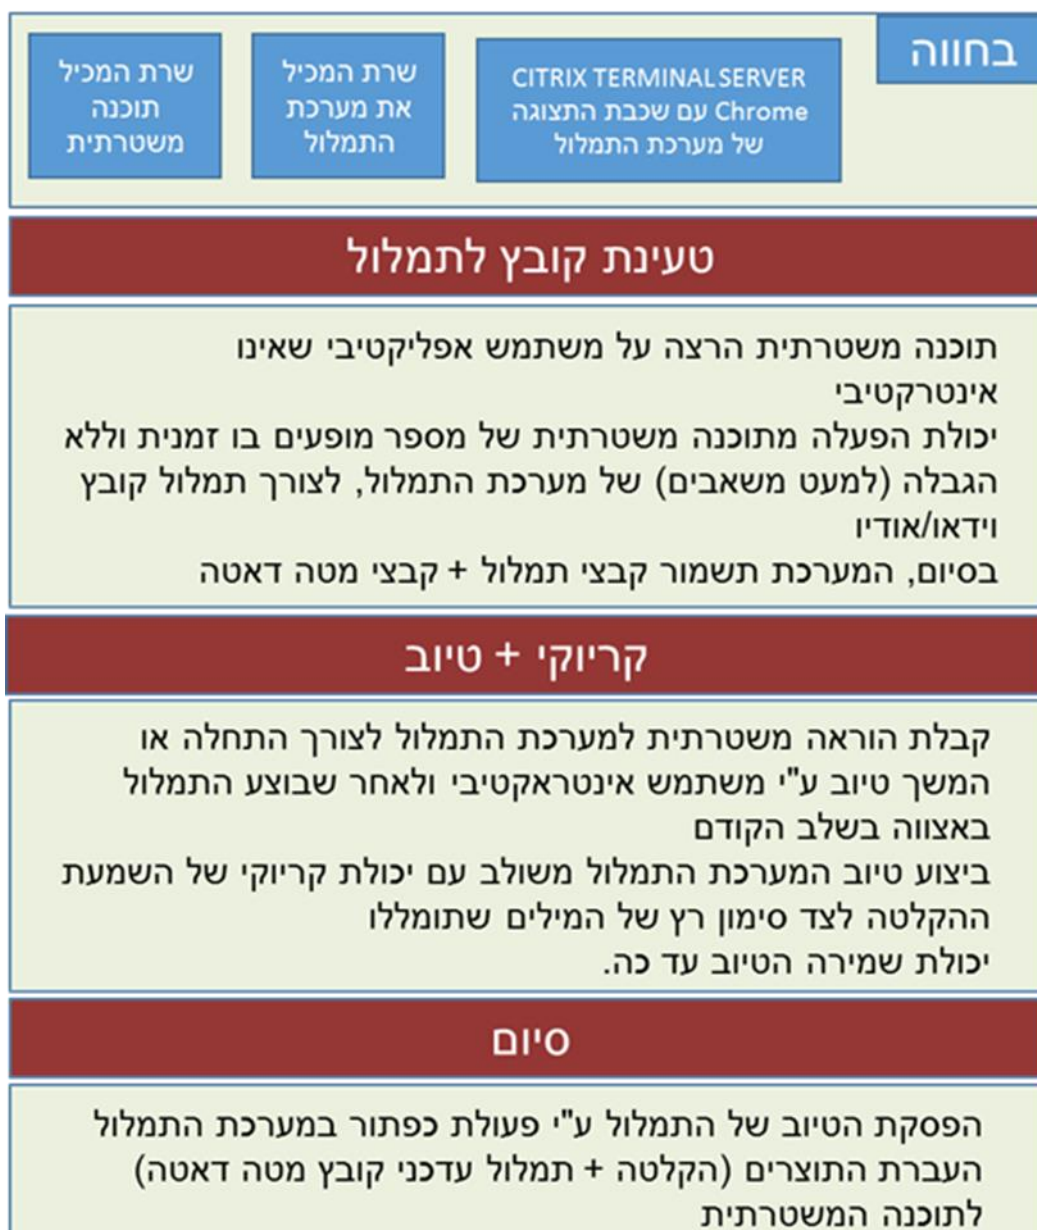 בחווה
CITRIX TERMINAL SERVER
Chrome עם שכבת התצוגה
של מערכת התמלול
שרת המכיל
את מערכת
התמלול
שרת המכיל
תוכנה
משטרתית
טעינת קובץ לתמלול
תוכנה משטרתית הרצה על משתמש אפליקטיבי שאינו
אינטרקטיבי
יכולת הפעלה מתוכנה משטרתית של מספר מופעים בו זמנית וללא
הגבלה (למעט משאבים) של מערכת התמלול, לצורך תמלול קובץ
וידאו/אודיו
בסיום, המערכת תשמור קבצי תמלול + קבצי מטה דאטה
קריוקי + טיוב
קבלת הוראה משטרתית למערכת התמלול לצורך התחלה או
המשך טיוב ע"י משתמש אינטראקטיבי ולאחר שבוצע התמלול
באצווה בשלב הקודם
ביצוע טיוב המערכת התמלול משולב עם יכולת קריוקי של השמעת
ההקלטה לצד סימון רץ של המילים שתומללו
יכולת שמירה הטיוב עד כה.
סיום
הפסקת הטיוב של התמלול ע"י פעולת כפתור במערכת התמלול
העברת התוצרים (הקלטה + תמלול עדכני קובץ מטה דאטה)
לתוכנה המשטרתית